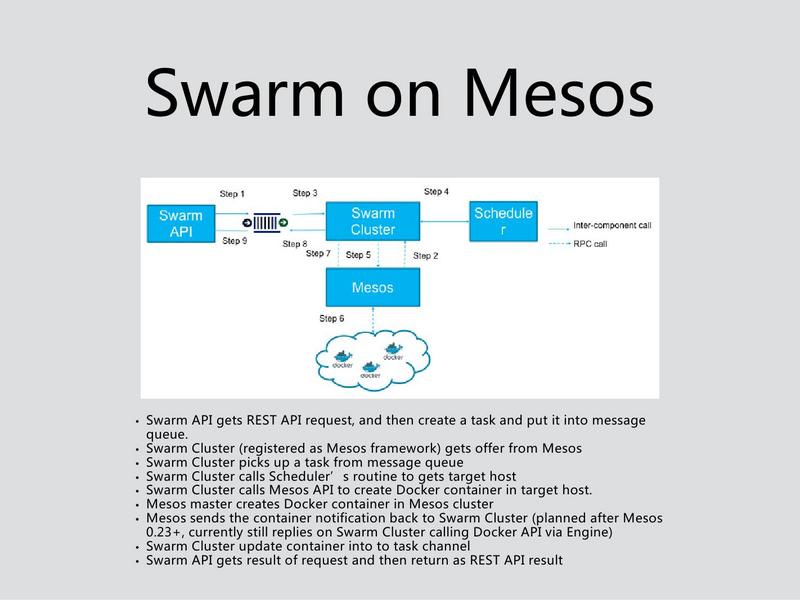 Swarm on Mesos
Step 1
Step 3
Step 4
Swarm
API
Swarm
Cluster
Schedule
r
Inter-component call
RPC call
Step 9
Step 8
Step 7
Step 5
Step 2
Mesos
Step 6
docker
docker
docker
• Swarm API gets REST API request, and then create a task and put it into message
queue.
• Swarm Cluster (registered as Mesos framework) gets offer from Mesos
• Swarm Cluster picks up a task from message queue
• Swarm Cluster calls Scheduler’ s routine to gets target host
• Swarm Cluster calls Mesos API to create Docker container in target host.
• Mesos master creates Docker container in Mesos cluster
• Mesos sends the container notification back to Swarm Cluster (planned after Mesos
0.23+, currently still replies on Swarm Cluster calling Docker API via Engine)
• Swarm Cluster update container into to task channel
• Swarm API gets result of request and then return as REST API result